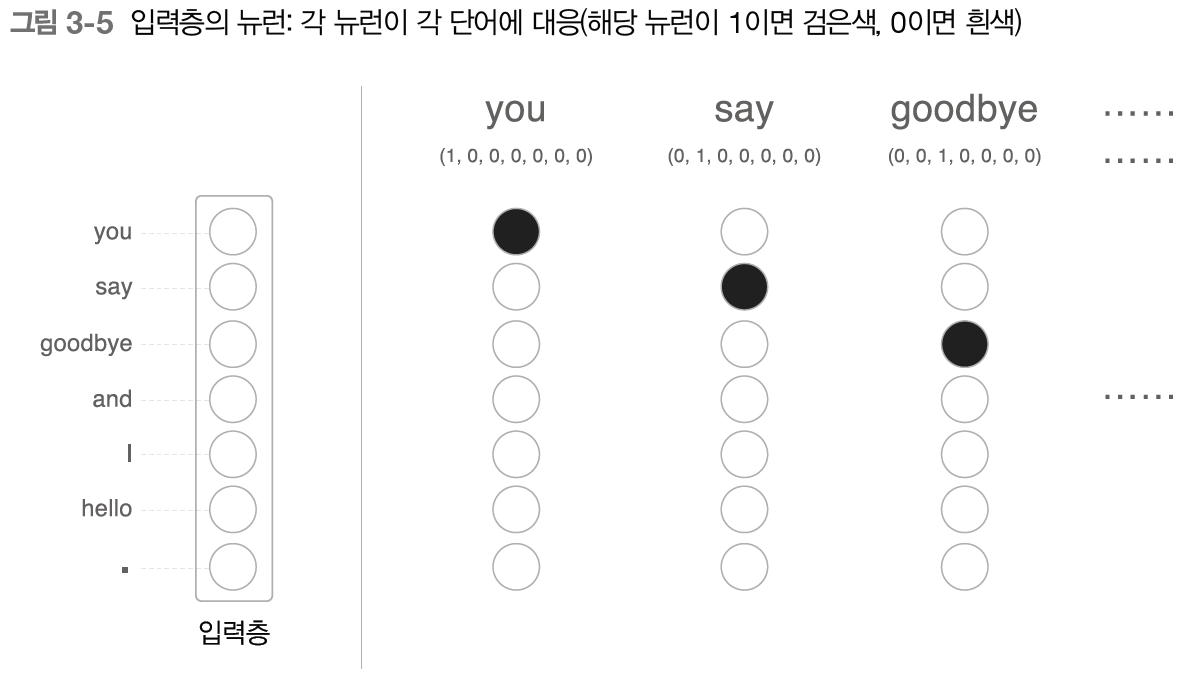 그림 3-5 입력층의 뉴런: 각 뉴런이 각 단어에 대응(해당 뉴런이 1이면 검은색, 0이면 흰색)
you say goodbye ······
(1, 0, 0, 0, 0, 0, 0) (0, 1, 0, 0, 0, 0, 0) (0, 0, 1, 0, 0, 0, 0) ······
you
say
goodbye
and ······
I
hello
.
입력층